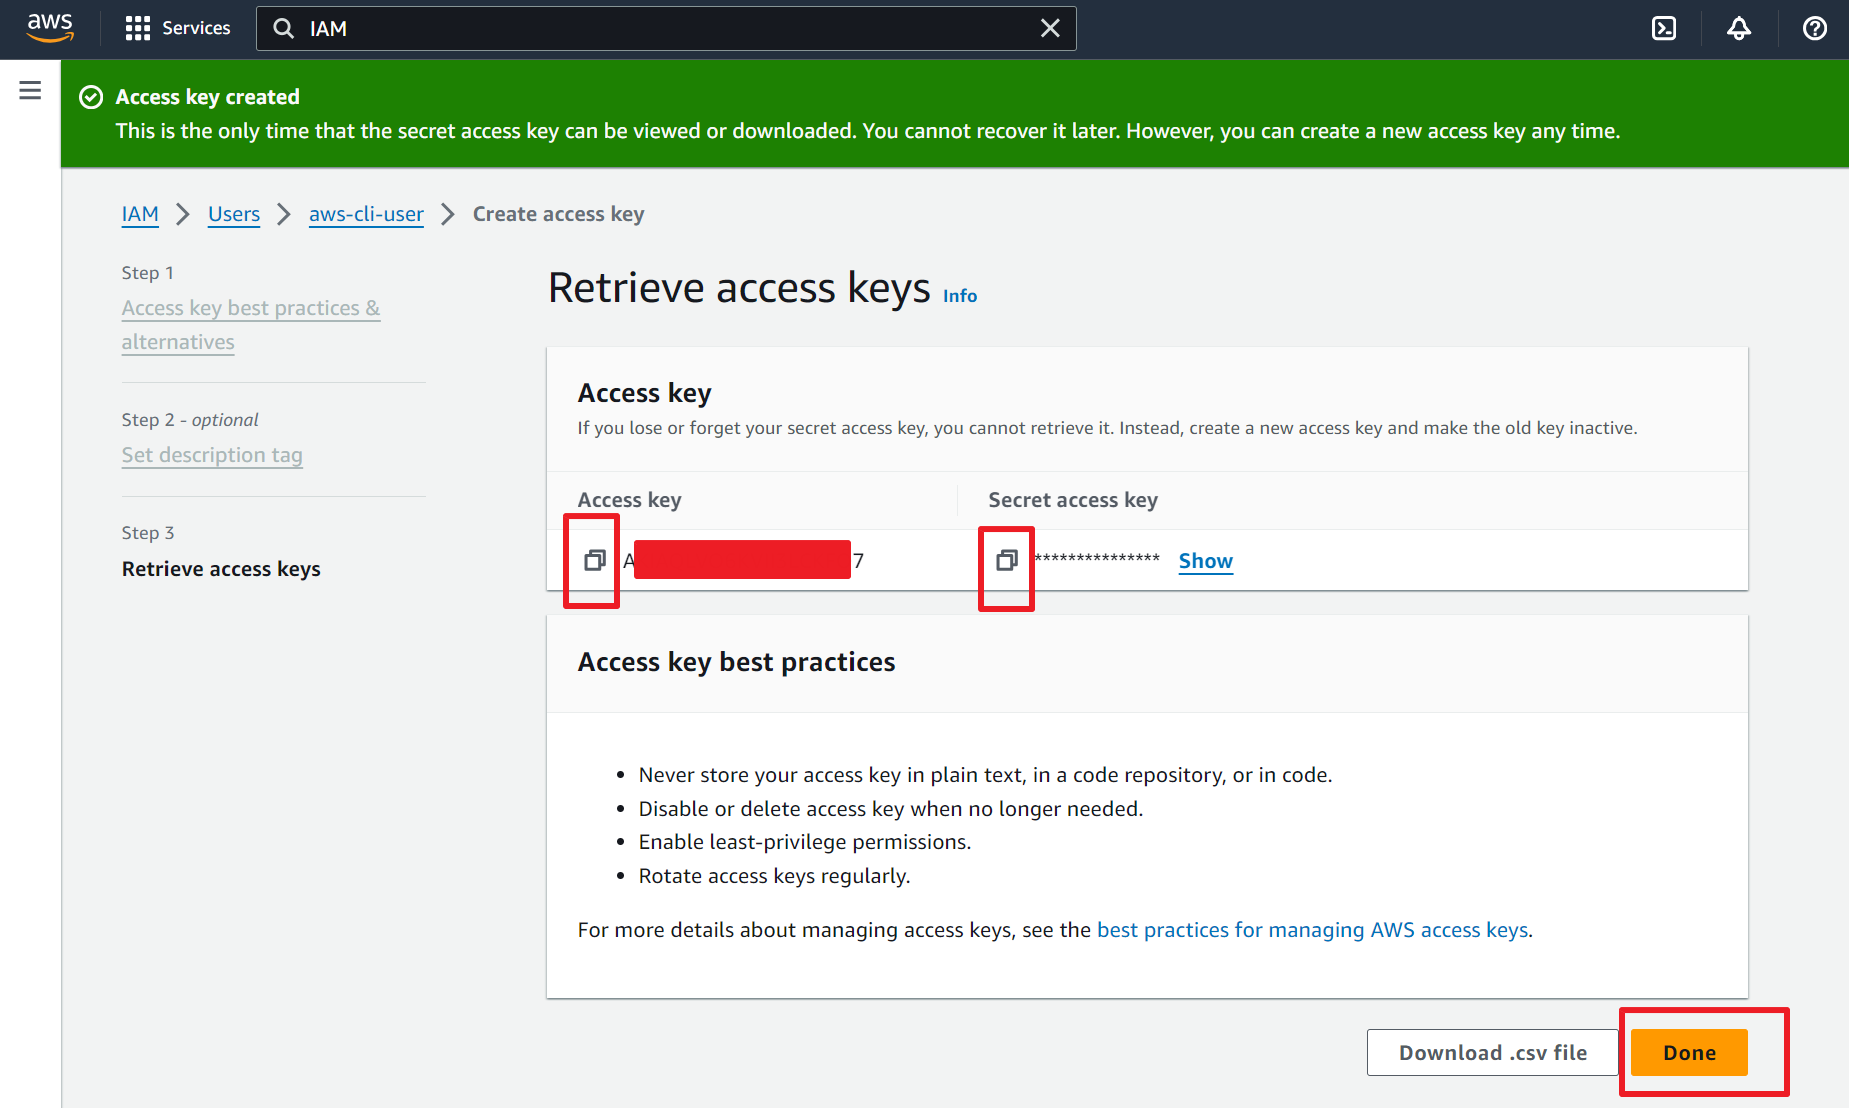 aws Services IAM
Access key created
This is the only time that the secret access key can be viewed or downloaded. You cannot recover it later. However, you can create a new access key any time.
IAM Users aws-cli-user Create access key
Step 1
Access key best practices &
alternatives
Step 2 - optional
Set description tag
Step 3
Retrieve access keys
Retrieve access keys Info
Access key
If you lose or forget your secret access key, you cannot retrieve it. Instead, create a new access key and make the old key inactive.
Access key Secret access key
A 7 *************** Show
Access key best practices
• Never store your access key in plain text, in a code repository, or in code.
• Disable or delete access key when no longer needed.
• Enable least-privilege permissions.
• Rotate access keys regularly.
For more details about managing access keys, see the best practices for managing AWS access keys.
Download .csv file Done